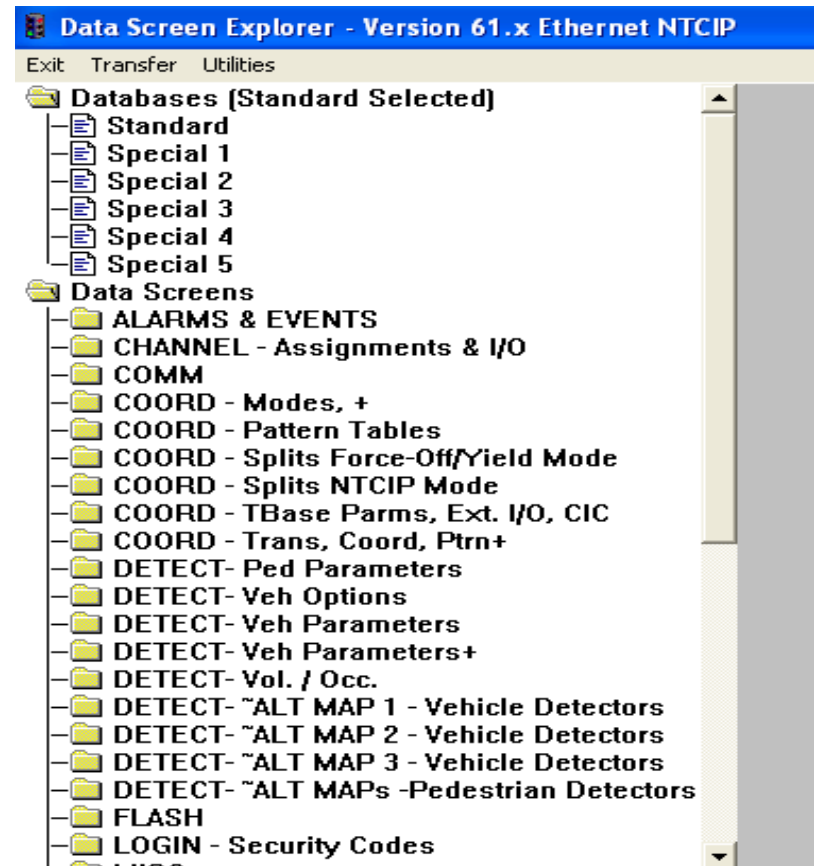 Data Screen Explorer - Version 61.x Ethernet NTCIP
Exit Transfer Utilities
Databases (Standard Selected)
Standard
Special 1
Special 2
Special 3
Special 4
Special 5
Data Screens
ALARMS & EVENTS
CHANNEL - Assignments & I/O
COMM
COORD - Modes, +
COORD - Pattern Tables
COORD - Splits Force-Off/Yield Mode
COORD - Splits NTCIP Mode
COORD - TBase Parms, Ext. I/O, CIC
COORD - Trans, Coord, Ptrn+
DETECT- Ped Parameters
DETECT- Veh Options
DETECT- Veh Parameters
DETECT- Veh Parameters+
DETECT- Vol. / Occ.
DETECT- ~ALT MAP 1 - Vehicle Detectors
DETECT- ~ALT MAP 2 - Vehicle Detectors
DETECT- ~ALT MAP 3 - Vehicle Detectors
DETECT- ~ALT MAPs -Pedestrian Detectors
FLASH
LOGIN - Security Codes